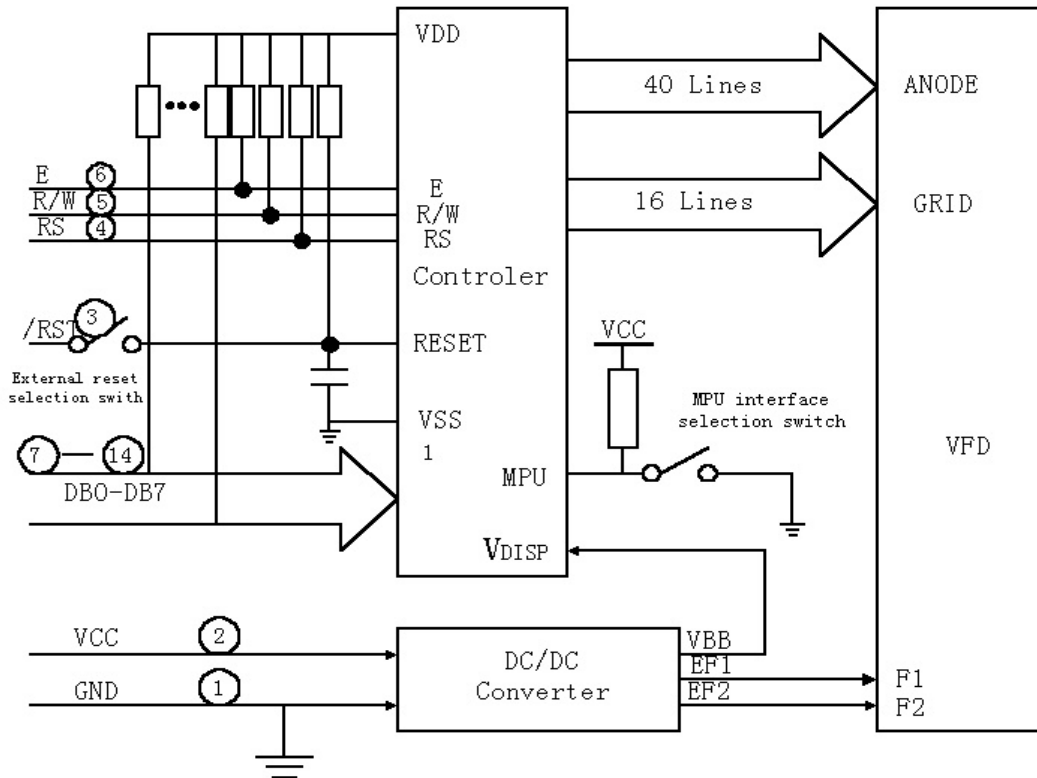 VDD
40 Lines
ANODE
E 6
E
R/W 5
R/W
RS 4
RS
16 Lines
GRID
Controler
/RST 3
RESET
External reset
selection swith
VSS
1
VCC
MPU interface
selection switch
VFD
7 — 14
DB0-DB7
MPU
VDISP
VCC 2
GND 1
DC/DC
Converter
VBB
EF1
EF2
F1
F2